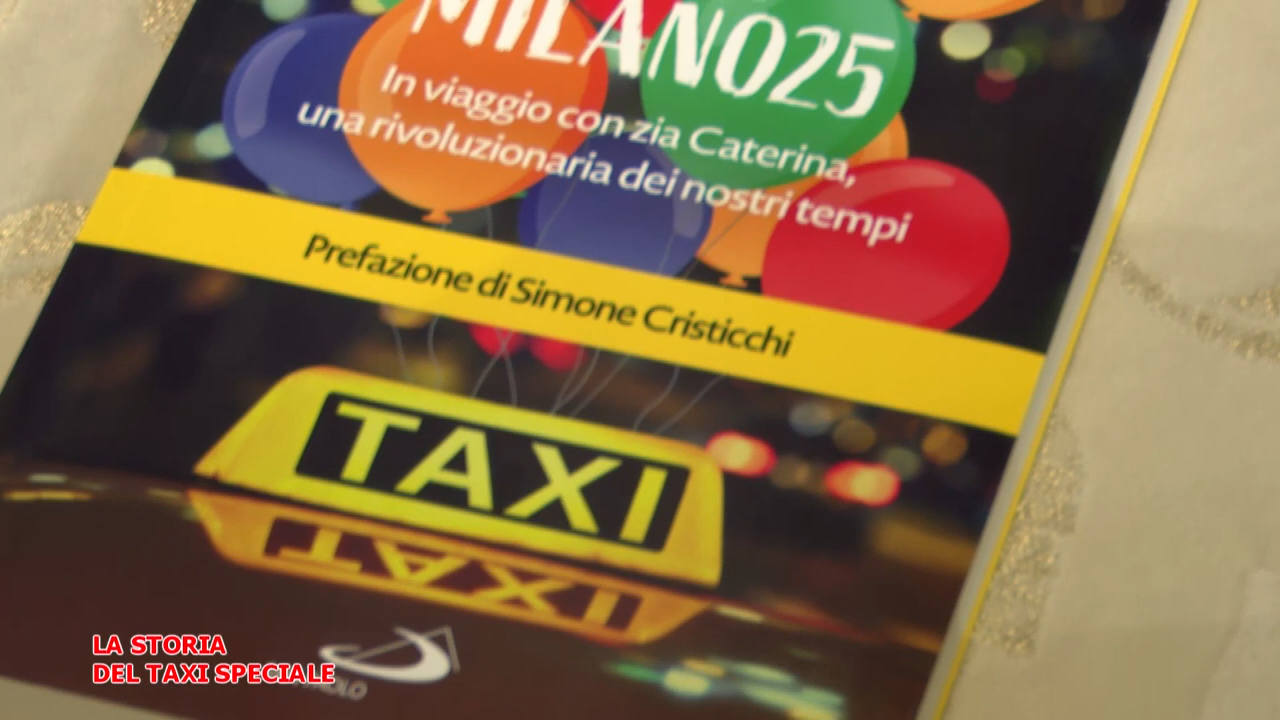 MILANO25
In viaggio con zia Caterina,
una rivoluzionaria dei nostri tempi
Prefazione di Simone Cristicchi
TAXI
TAXI
LA STORIA
DEL TAXI SPECIALE